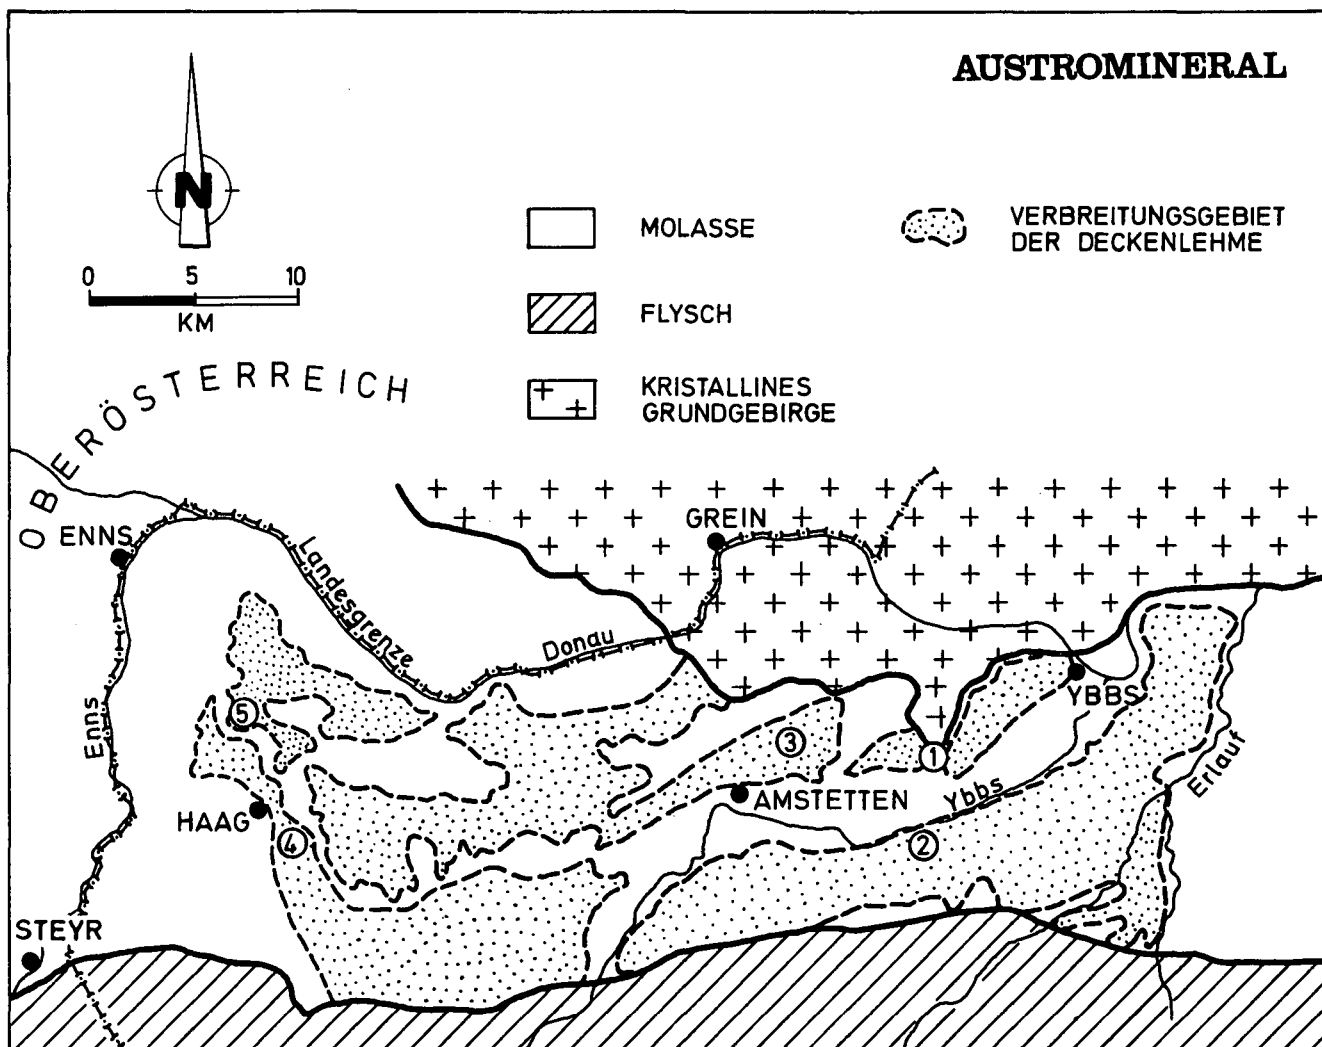 AUSTROMINERAL
N
0 5 10
KM
MOLASSE
FLYSCH
KRISTALLINES
GRUNDGEBIRGE
VERBREITUNGSGEBIET
DER DECKENLEHME
OBERÖSTERREICH
ENNS
GREIN
Landesgrenze
Donau
YBBS
Enns
5
3
1
AMSTETTEN
Ybbs
Erlauf
HAAG
4
2
STEYR